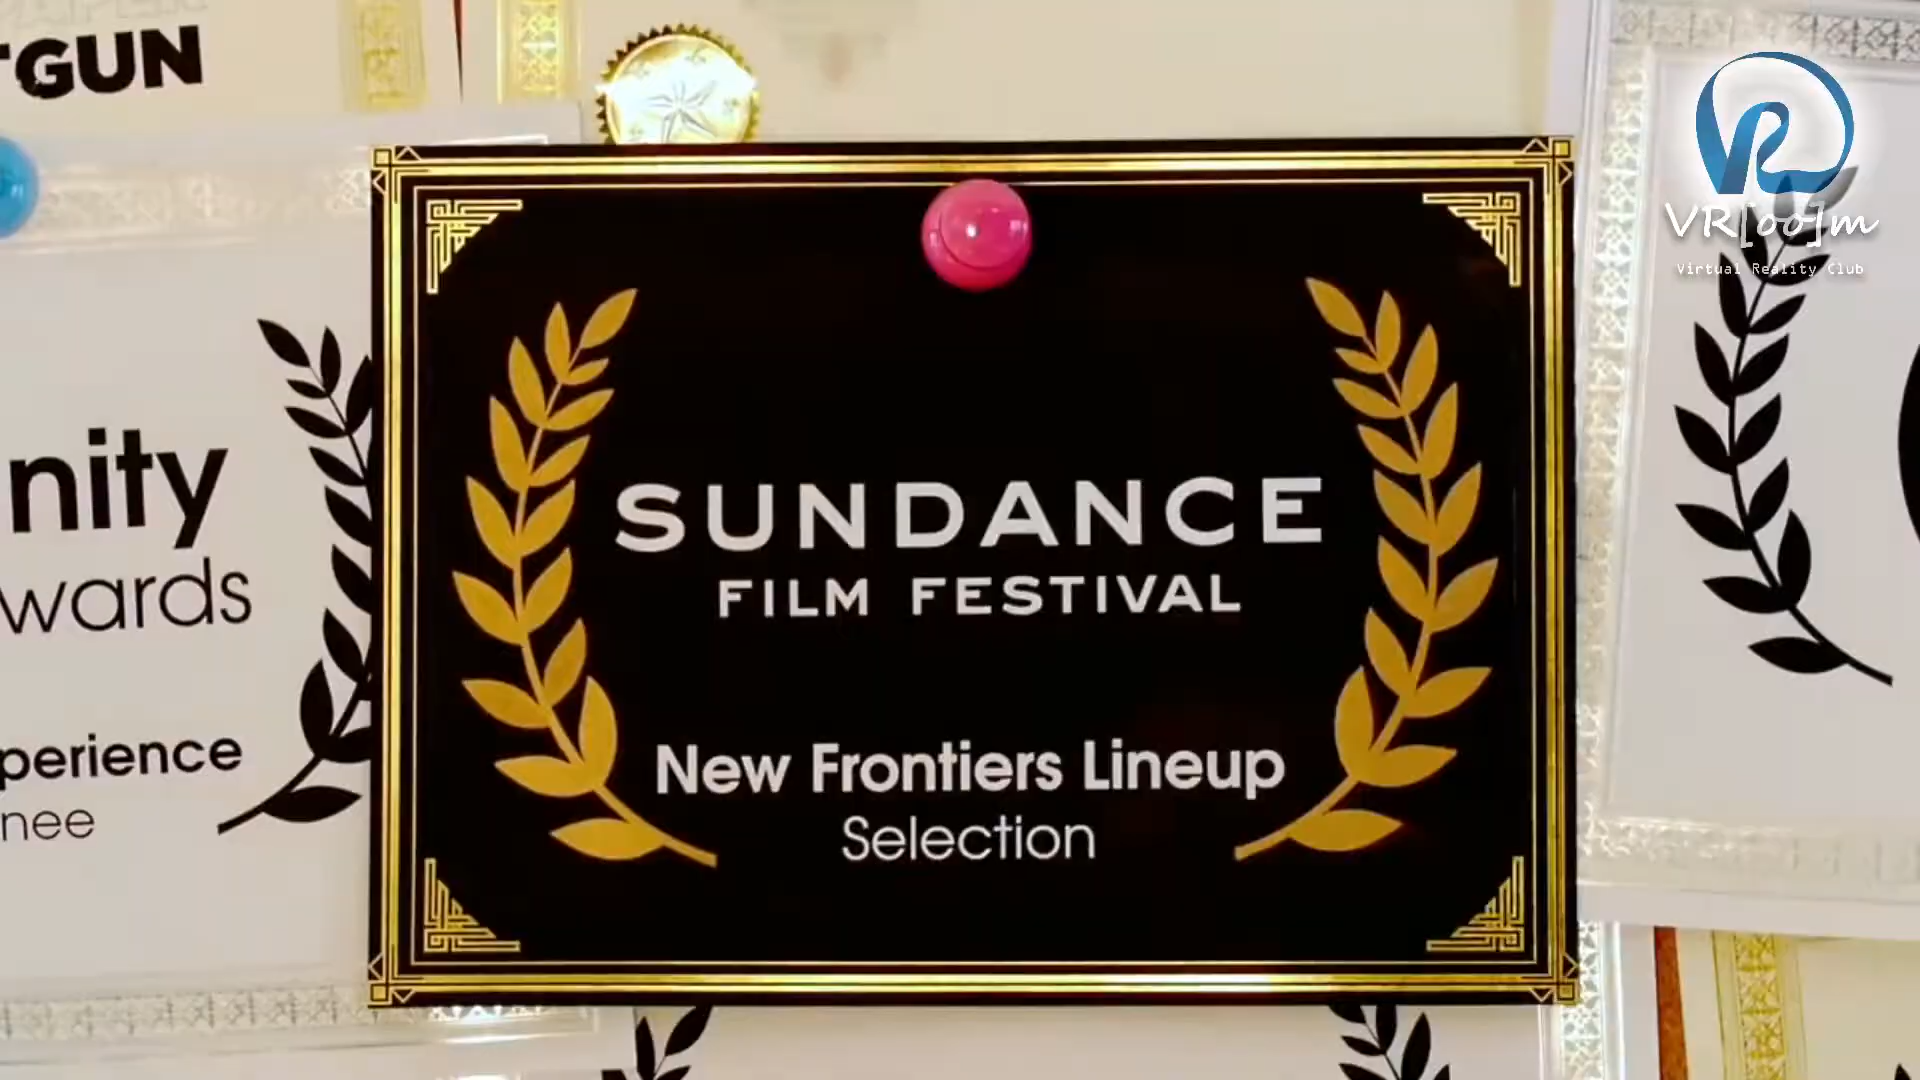 TGUN
VR[oo]m
Virtual Reality Club
nity
wards
perience
nee
SUNDANCE
FILM FESTIVAL
New Frontiers Lineup
Selection